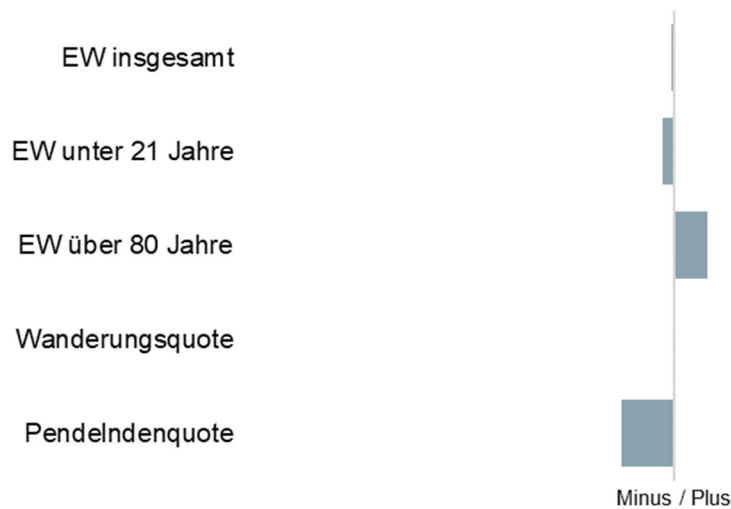 EW insgesamt
EW unter 21 Jahre
EW über 80 Jahre
Wanderungsquote
Pendelndenquote
Minus / Plus